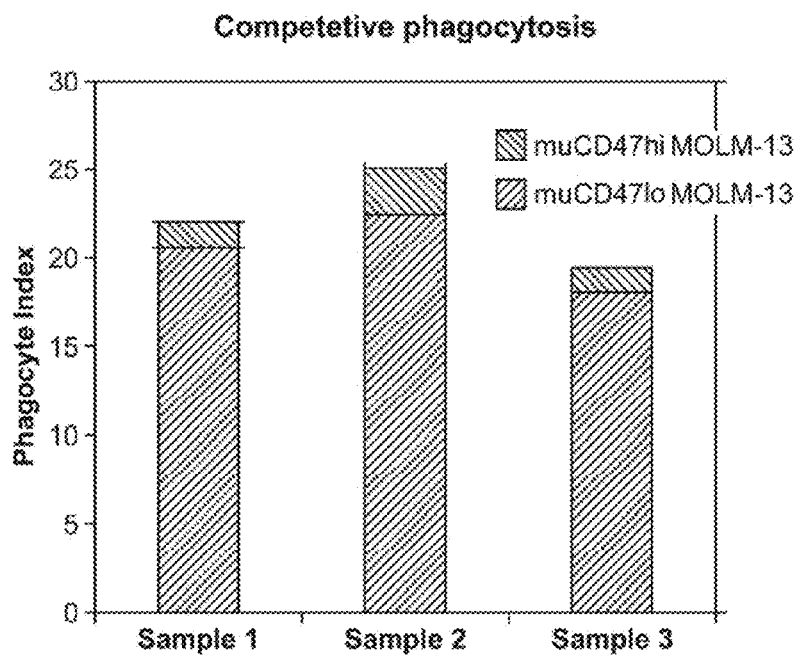 Competetive phagocytosis
30
muCD47hi MOLM-13
25
muCD47lo MOLM-13
20
Phagocyte Index
15
10
5
0
Sample 1 Sample 2 Sample 3